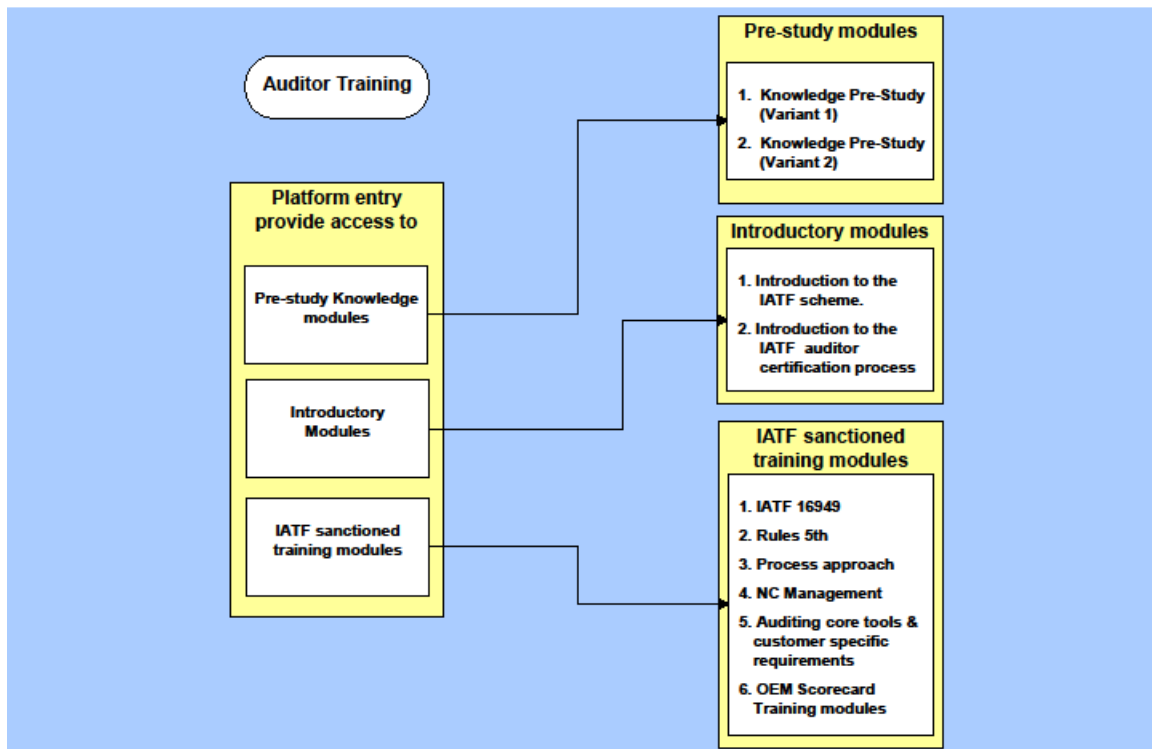 Auditor Training
Platform entry
provide access to
Pre-study Knowledge
modules
Introductory
Modules
IATF sanctioned
training modules
Pre-study modules
1. Knowledge Pre-Study
(Variant 1)
2. Knowledge Pre-Study
(Variant 2)
Introductory modules
1. Introduction to the
IATF scheme.
2. Introduction to the
IATF auditor
certification process
IATF sanctioned
training modules
1. IATF 16949
2. Rules 5th
3. Process approach
4. NC Management
5. Auditing core tools &
customer specific
requirements
6. OEM Scorecard
Training modules